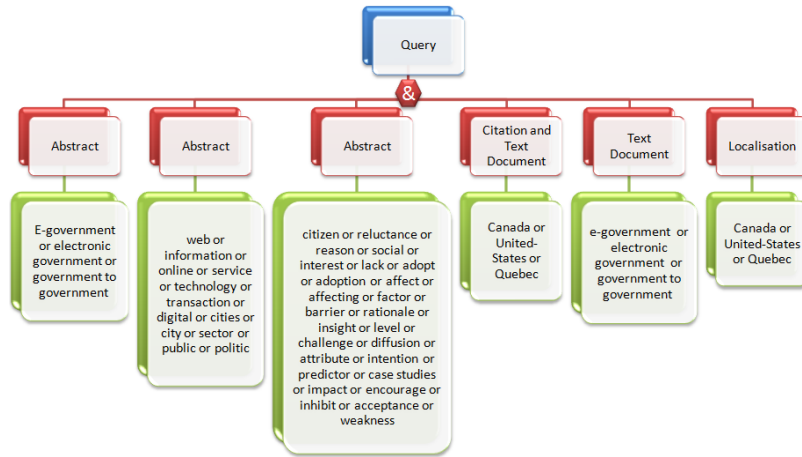 Query
&
Abstract
Abstract
Abstract
Citation and
Text
Document
Text
Document
Localisation
E-government
or electronic
government or
government to
government
web or
information or
online or service
or technology or
transaction or
digital or cities or
city or sector or
public or politic
citizen or reluctance or
reason or social or
interest or lack or adopt
or adoption or affect or
affecting or factor or
barrier or rationale or
insight or level or
challenge or diffusion or
attribute or intention or
predictor or case studies
or impact or encourage or
inhibit or acceptance or
weakness
Canada or
United-
States or
Quebec
e-government or
electronic
government or
government to
government
Canada or
United-States
or Quebec